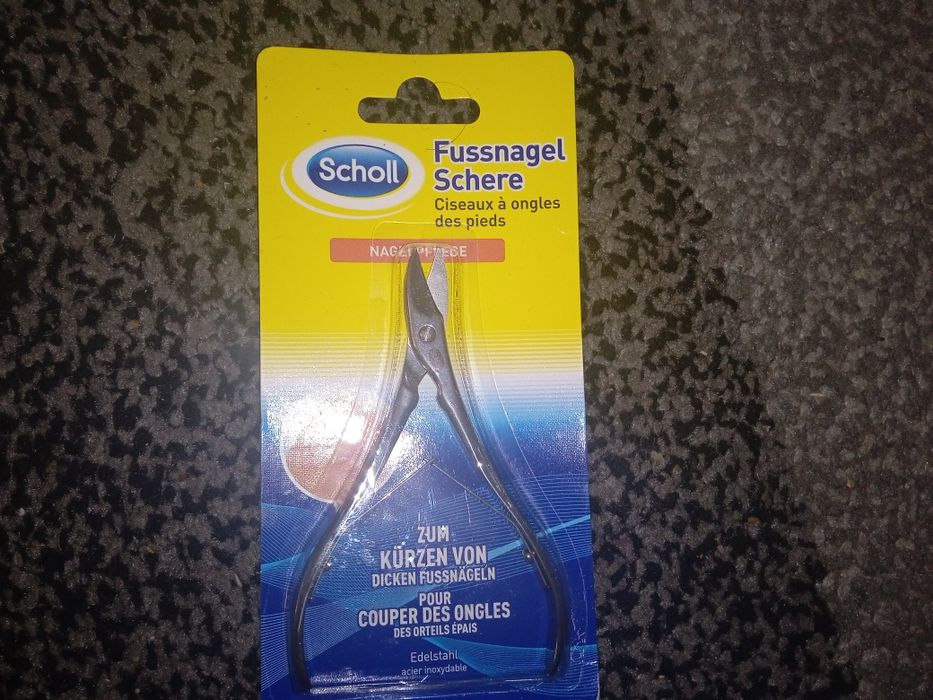 Scholl
Fussnagel
Schere
Ciseaux à ongles
des pieds
NAGELPFLEGE
ZUM
KÜRZEN VON
DICKEN FUSSNÄGELN
POUR
COUPER DES ONGLES
DES ORTEILS ÉPAIS
Edelstahl
acier inoxydable